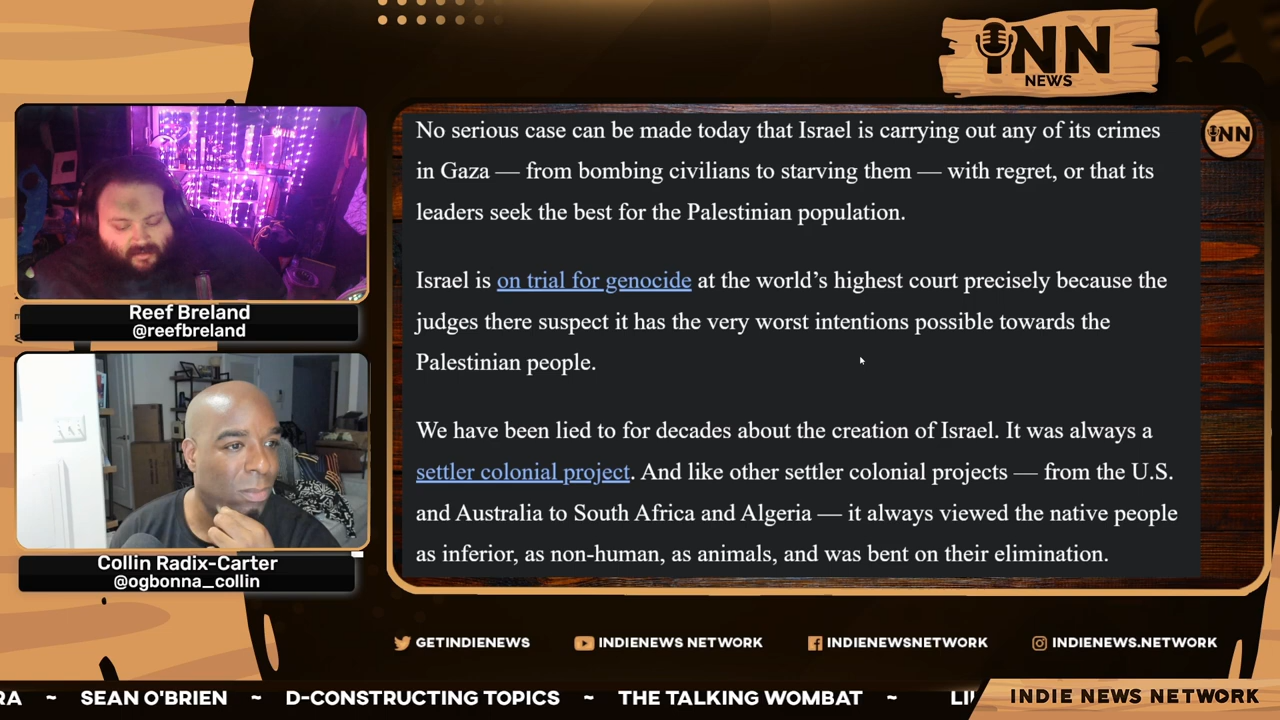 INN
NEWS
INN
No serious case can be made today that Israel is carrying out any of its crimes
in Gaza — from bombing civilians to starving them — with regret, or that its
leaders seek the best for the Palestinian population.
Israel is on trial for genocide at the world’s highest court precisely because the
judges there suspect it has the very worst intentions possible towards the
Palestinian people.
We have been lied to for decades about the creation of Israel. It was always a
settler colonial project. And like other settler colonial projects — from the U.S.
and Australia to South Africa and Algeria — it always viewed the native people
as inferior, as non-human, as animals, and was bent on their elimination.
Reef Breland
@reefbreland
Collin Radix-Carter
@ogbonna_collin
GETINDIENEWS
INDIENEWS NETWORK
INDIENEWSNETWORK
INDIENEWS.NETWORK
RA ~ SEAN O'BRIEN ~ D-CONSTRUCTING TOPICS ~ THE TALKING WOMBAT ~
INDIE NEWS NETWORK